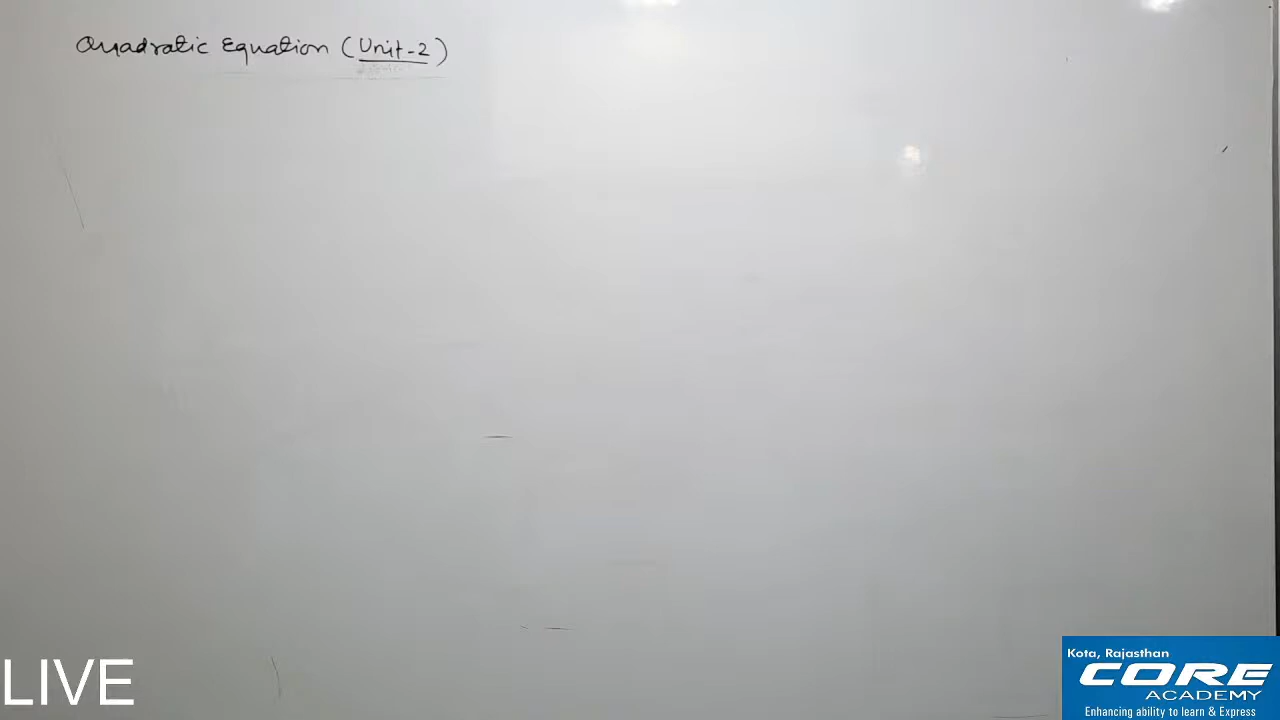 Quadratic Equation (Unit-2)
LIVE
Kota, Rajasthan
CORE
ACADEMY
Enhancing ability to learn & Express